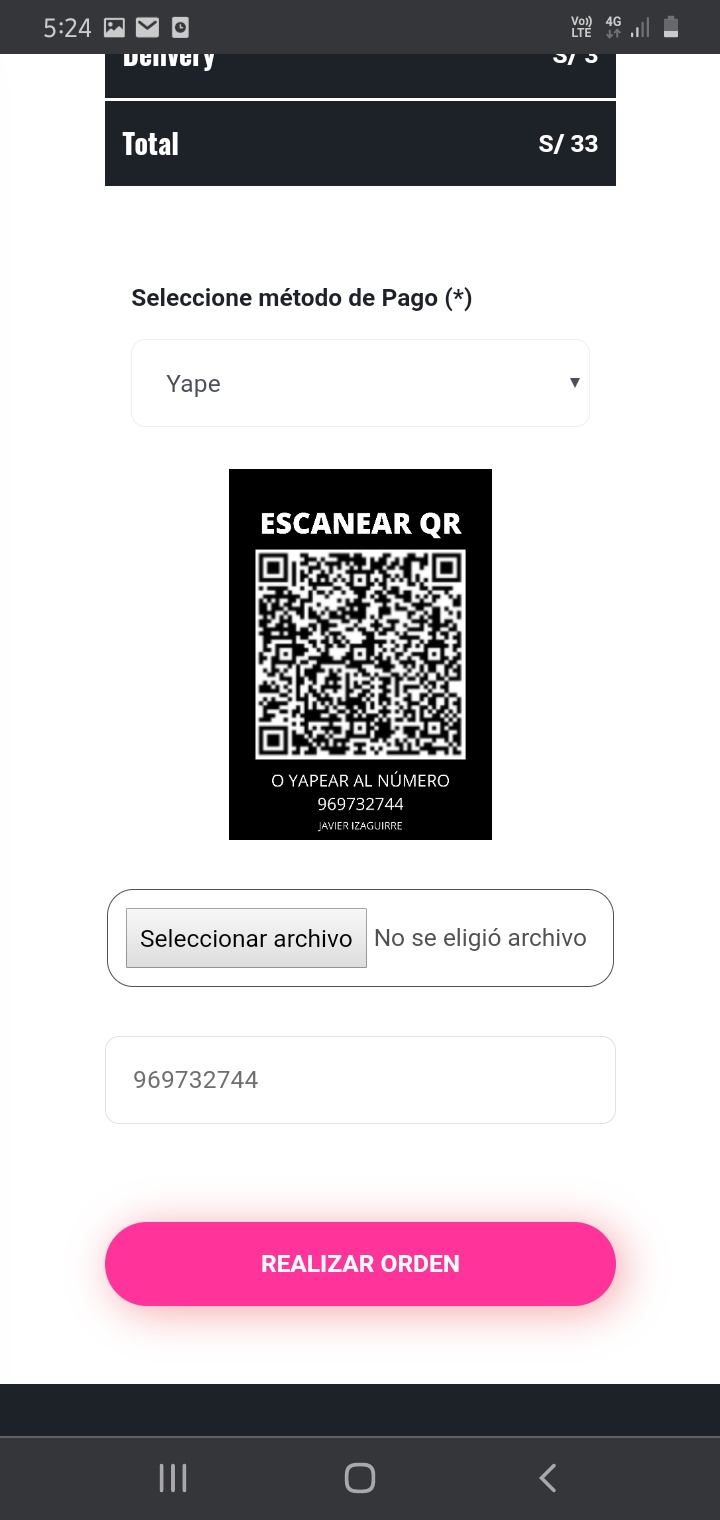 5:24
Vo)) 4G
LTE
Delivery S/ 3
Total S/ 33
Seleccione método de Pago (*)
Yape
ESCANEAR QR
O YAPEAR AL NÚMERO
969732744
JAVIER IZAGUIRRE
Seleccionar archivo No se eligió archivo
969732744
REALIZAR ORDEN